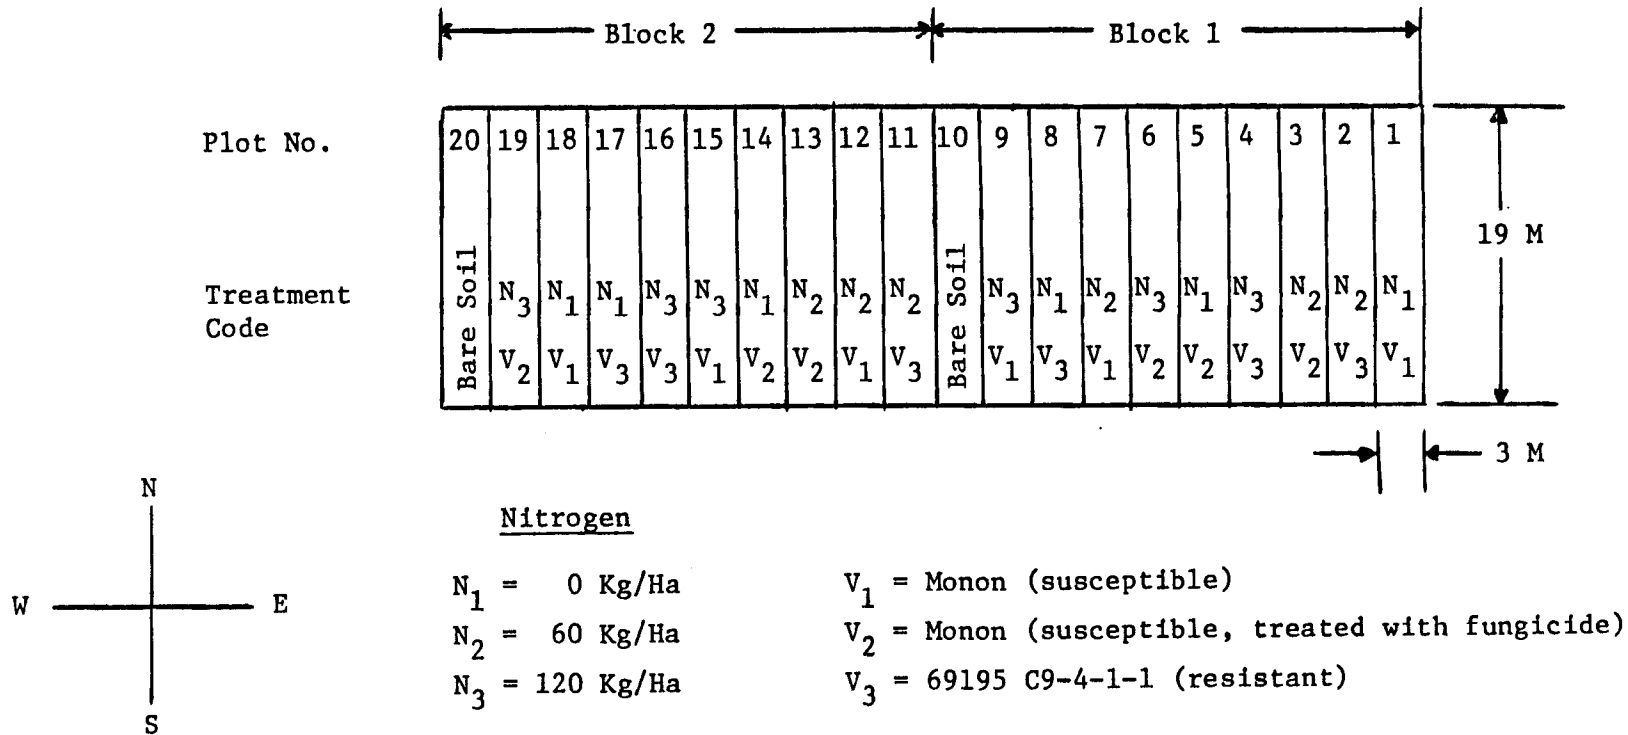 Block 2 Block 1
Plot No. 20 19 18 17 16 15 14 13 12 11 10 9 8 7 6 5 4 3 2 1
19 M
Treatment
Code
Bare Soil N3 N1 N1 N3 N3 N1 N2 N2 N2 Bare Soil N3 N1 N2 N3 N1 N3 N2 N2 N1
V2 V1 V3 V3 V1 V2 V2 V1 V3 V1 V3 V1 V2 V2 V3 V2 V3 V1
3 M
N
W E
S
Nitrogen
N1 = 0 Kg/Ha V1 = Monon (susceptible)
N2 = 60 Kg/Ha V2 = Monon (susceptible, treated with fungicide)
N3 = 120 Kg/Ha V3 = 69195 C9-4-1-1 (resistant)